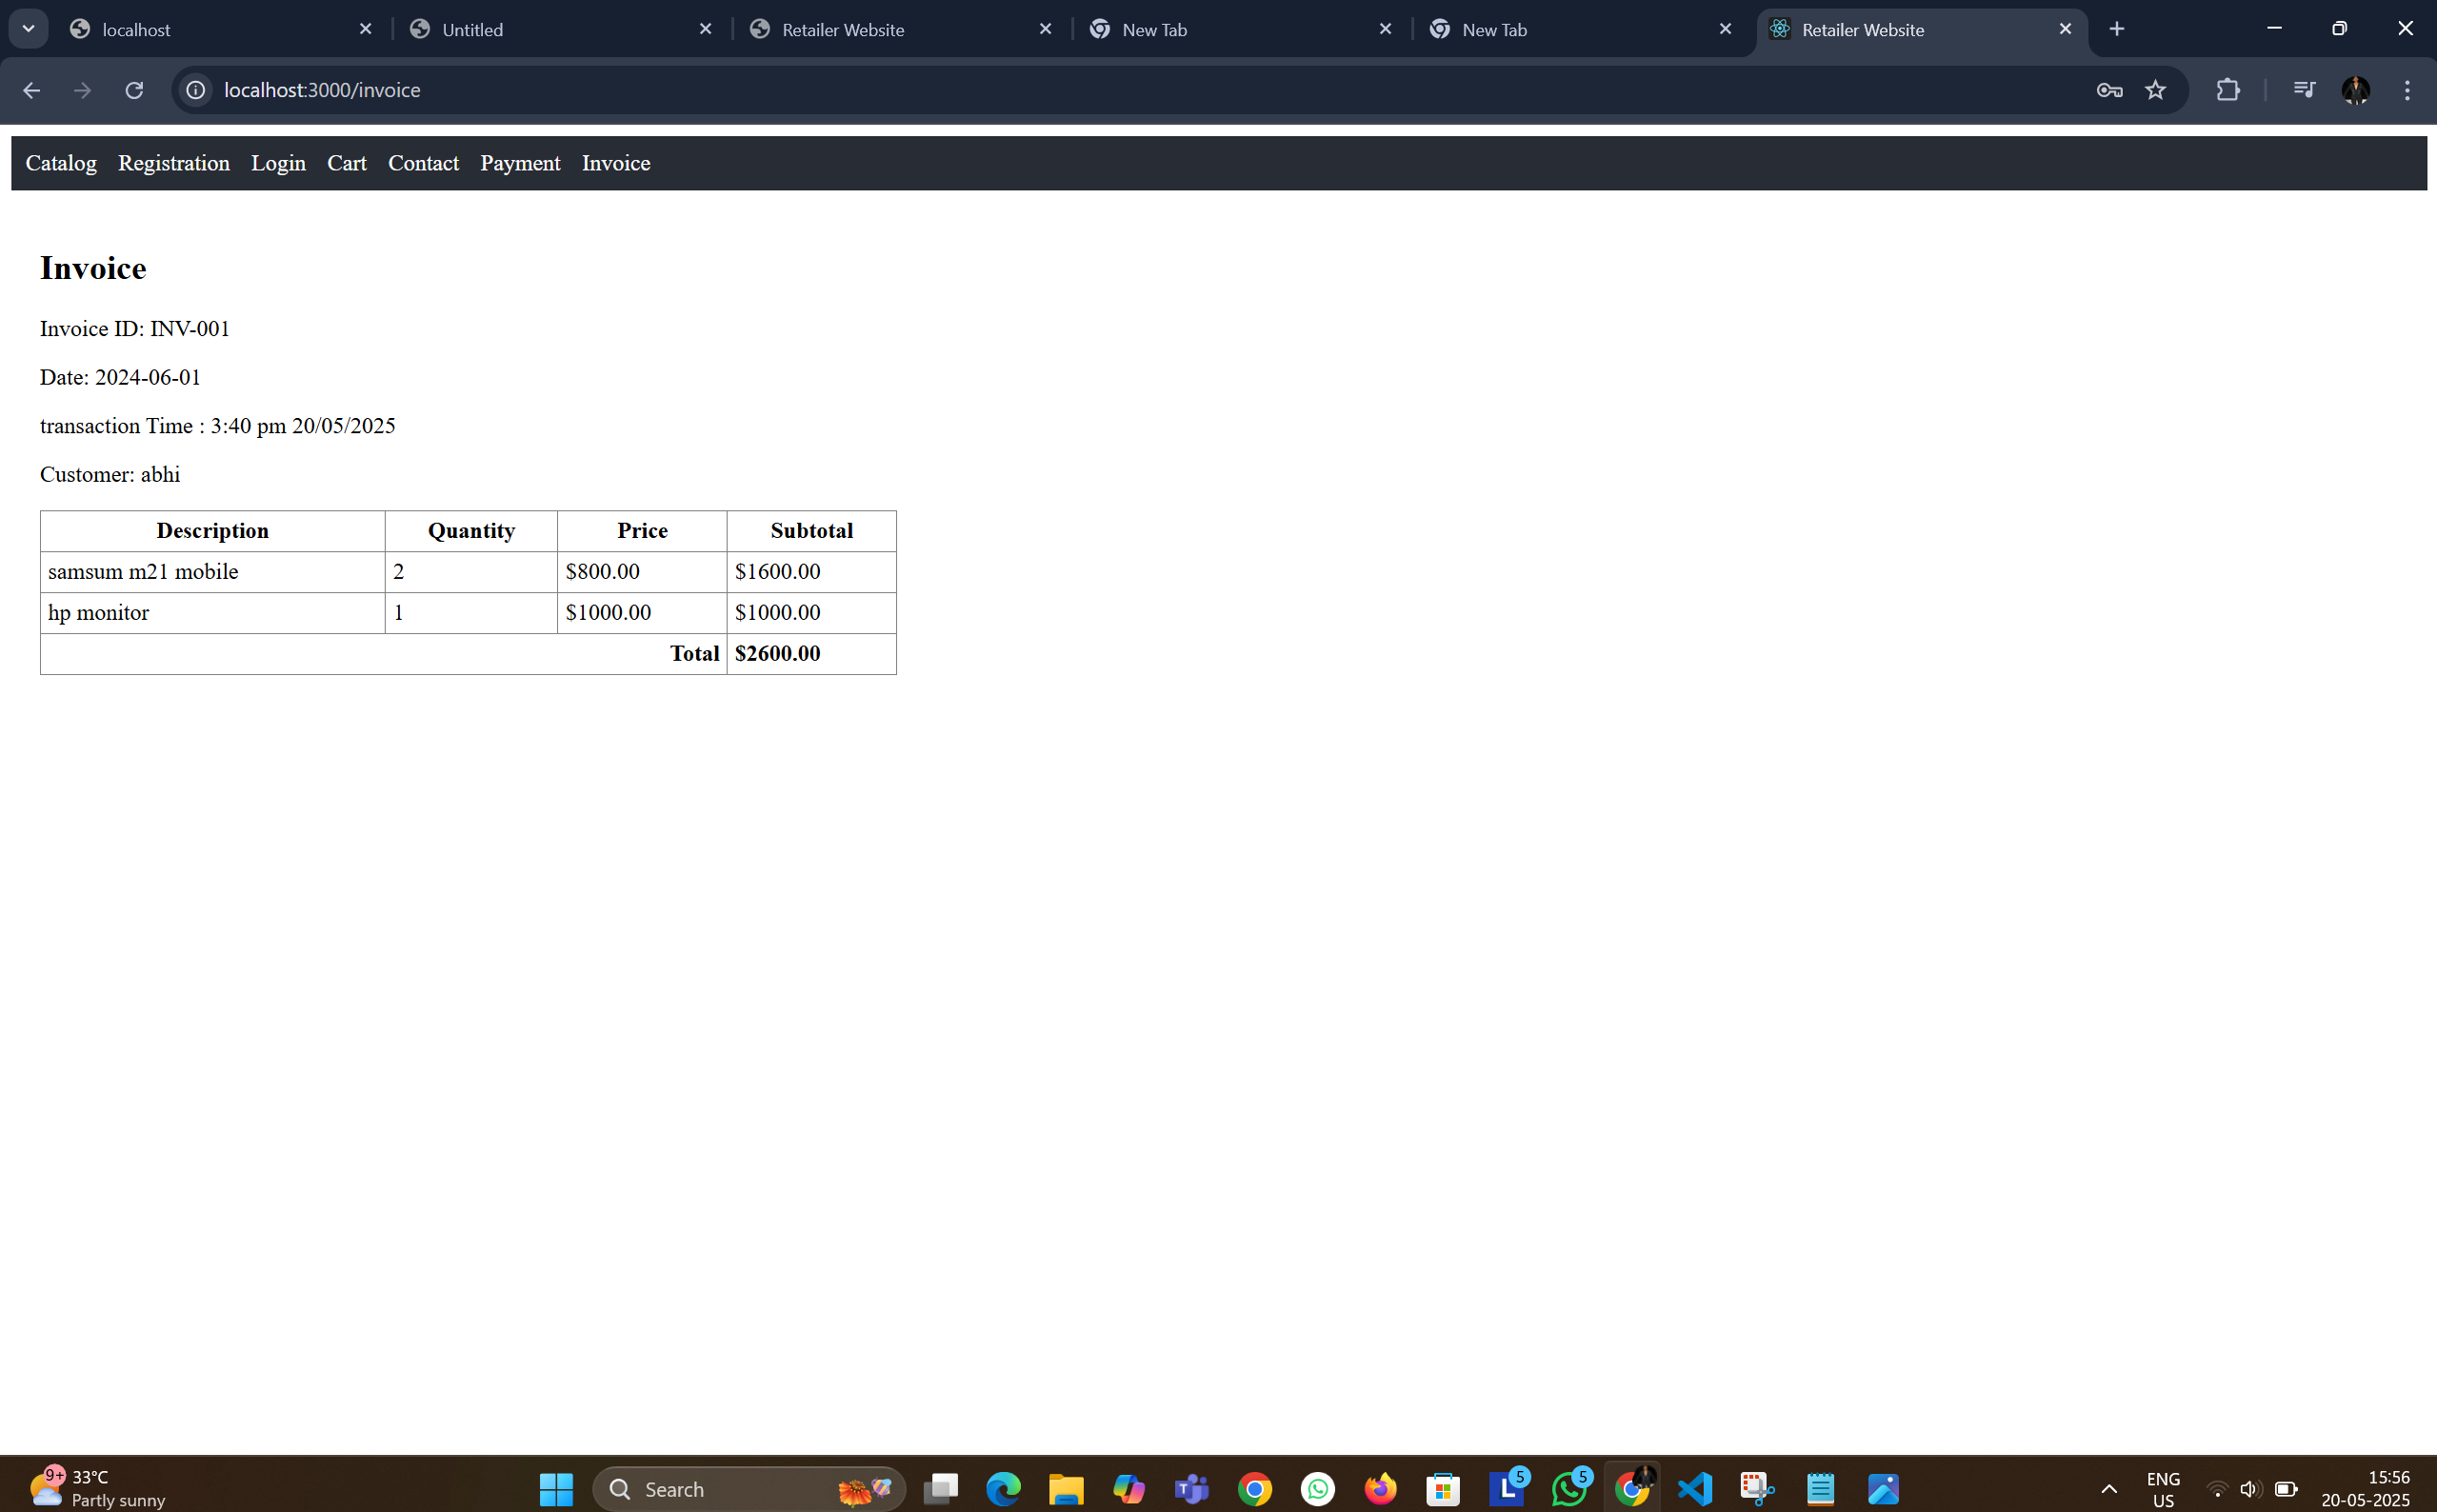 localhost
Untitled
Retailer Website
New Tab
New Tab
Retailer Website
localhost:3000/invoice
Catalog Registration Login Cart Contact Payment Invoice
Invoice
Invoice ID: INV-001
Date: 2024-06-01
transaction Time : 3:40 pm 20/05/2025
Customer: abhi
Description Quantity Price Subtotal
samsum m21 mobile 2 $800.00 $1600.00
hp monitor 1 $1000.00 $1000.00
Total $2600.00
9+
33°C
Partly sunny
Search
T
L
5
5
ENG
US
15:56
20-05-2025